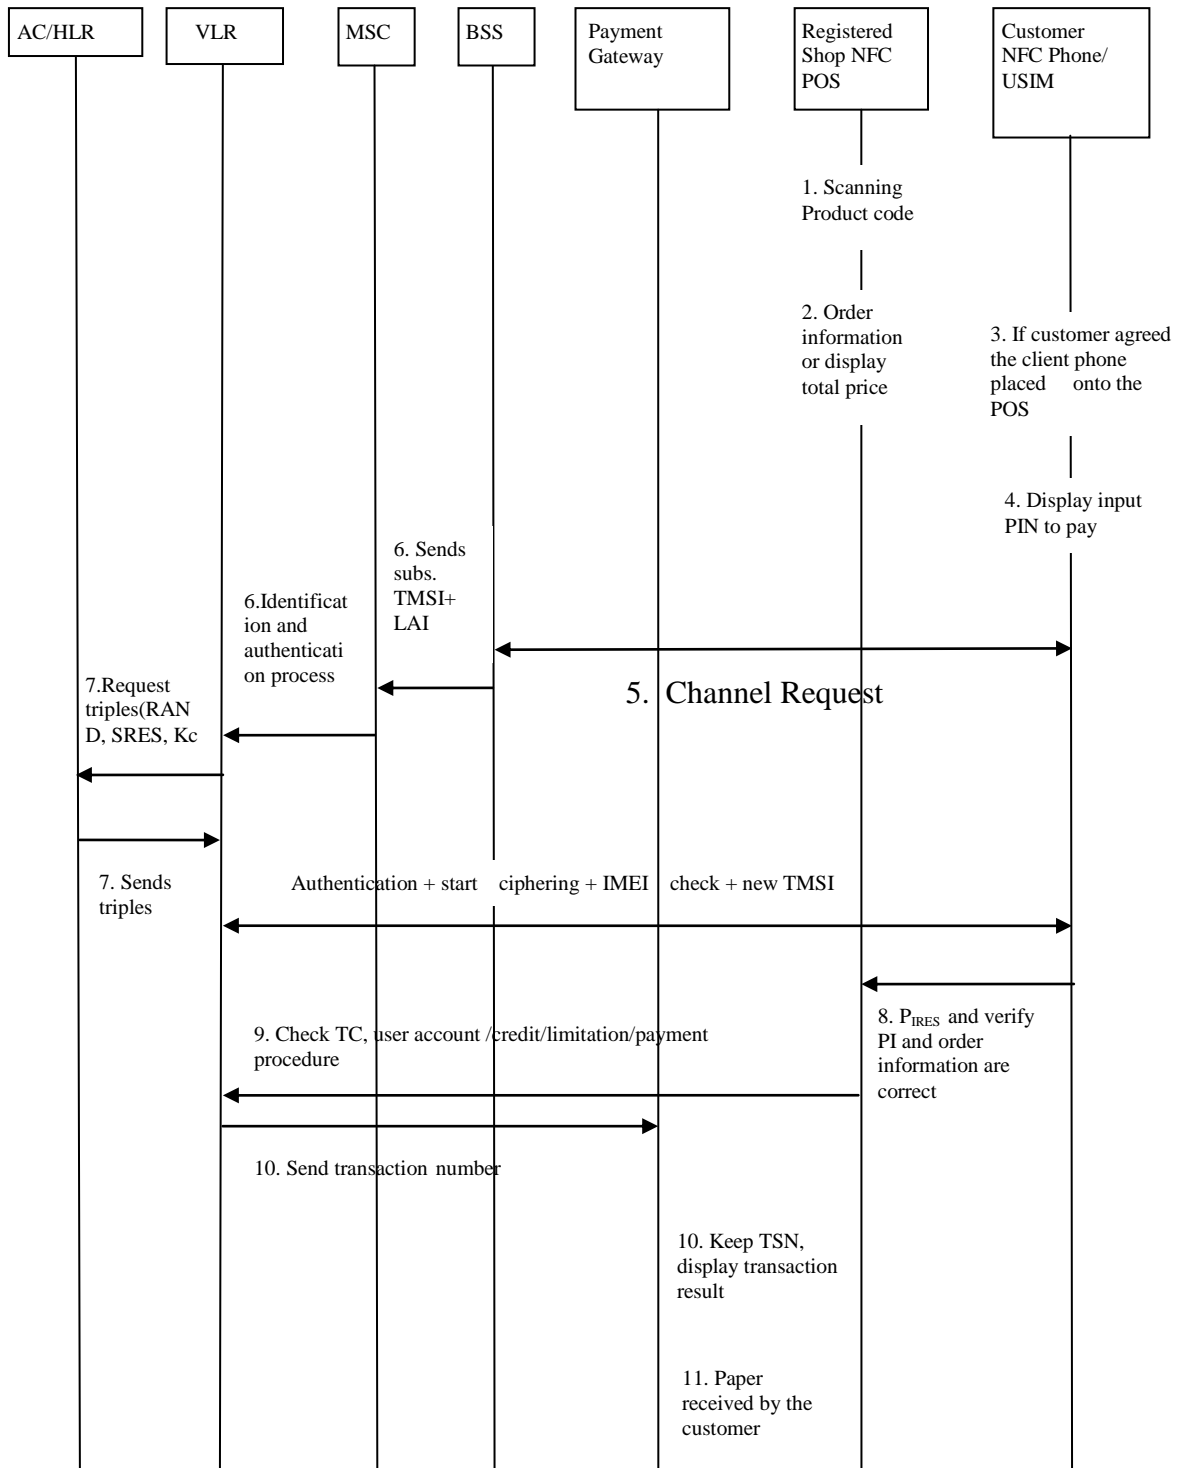 AC/HLR
VLR
MSC
BSS
Payment
Gateway
Registered
Shop NFC
POS
Customer
NFC Phone/
USIM
1. Scanning
Product code
2. Order
information
or display
total price
3. If customer agreed
the client phone
placed onto the
POS
4. Display input
PIN to pay
6. Sends
subs.
TMSI+
LAI
6.Identificat
ion and
authenticati
on process
5. Channel Request
7.Request
triples(RAN
D, SRES, Kc
7. Sends
triples
Authentication + start ciphering + IMEI check + new TMSI
8. PIRES and verify
PI and order
information are
correct
9. Check TC, user account /credit/limitation/payment
procedure
10. Send transaction number
10. Keep TSN,
display transaction
result
11. Paper
received by the
customer